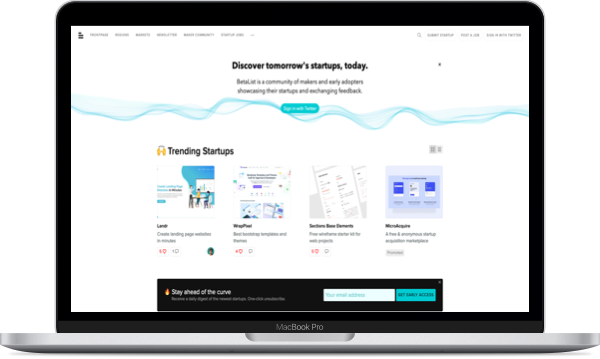 FRONTPAGE REGIONS MARKETS NEWSLETTER MAKER COMMUNITY STARTUP JOBS
SUBMIT STARTUP POST A JOB SIGN IN WITH TWITTER
Discover tomorrow's startups, today.
BetaList is a community of makers and early adopters
showcasing their startups and exchanging feedback.
Sign in with Twitter
Trending Startups
Landr
Create landing page websites
in minutes
WrapPixel
Best bootstrap templates and
themes
Sections Base Elements
Free wireframe starter kit for
web projects
MicroAcquire
A free & anonymous startup
acquisition marketplace
Promoted
Stay ahead of the curve
Receive a daily digest of the newest startups. One-click unsubscribe.
Your email address
GET EARLY ACCESS
MacBook Pro